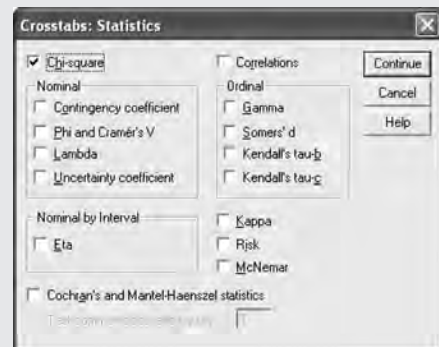 Crosstabs: Statistics
Chi-square
Correlations
Continue
Nominal
Ordinal
Cancel
Contingency coefficient
Gamma
Help
Phi and Cramér's V
Somers' d
Lambda
Kendall's tau-b
Uncertainty coefficient
Kendall's tau-c
Nominal by Interval
Kappa
Eta
Risk
McNemar
Cochran's and Mantel-Haenszel statistics